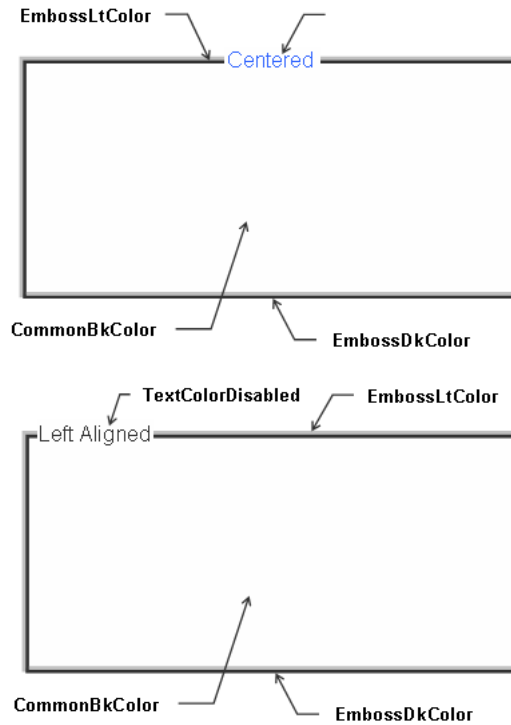 EmbossLtColor
Centered
CommonBkColor
EmbossDkColor
TextColorDisabled
EmbossLtColor
Left Aligned
CommonBkColor
EmbossDkColor